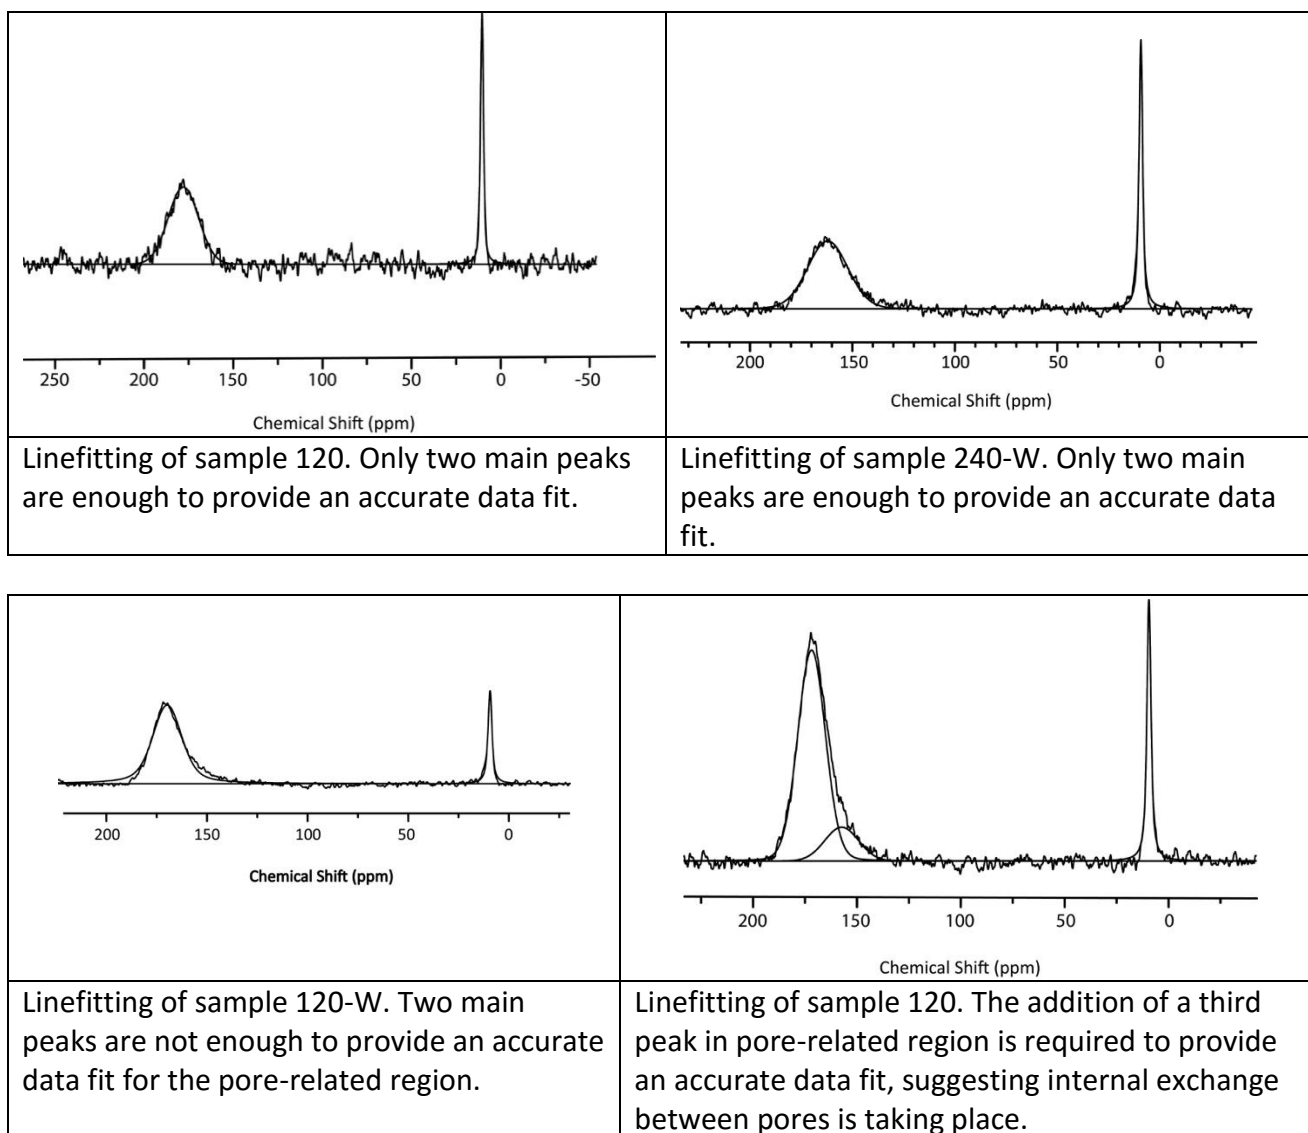 250 200 150 100 50 0 -50
Chemical Shift (ppm)
200 150 100 50 0
Chemical Shift (ppm)
Linefitting of sample 120. Only two main peaks
are enough to provide an accurate data fit.
Linefitting of sample 240-W. Only two main
peaks are enough to provide an accurate data
fit.
200 150 100 50 0
Chemical Shift (ppm)
200 150 100 50 0
Chemical Shift (ppm)
Linefitting of sample 120-W. Two main
peaks are not enough to provide an accurate
data fit for the pore-related region.
Linefitting of sample 120. The addition of a third
peak in pore-related region is required to provide
an accurate data fit, suggesting internal exchange
between pores is taking place.